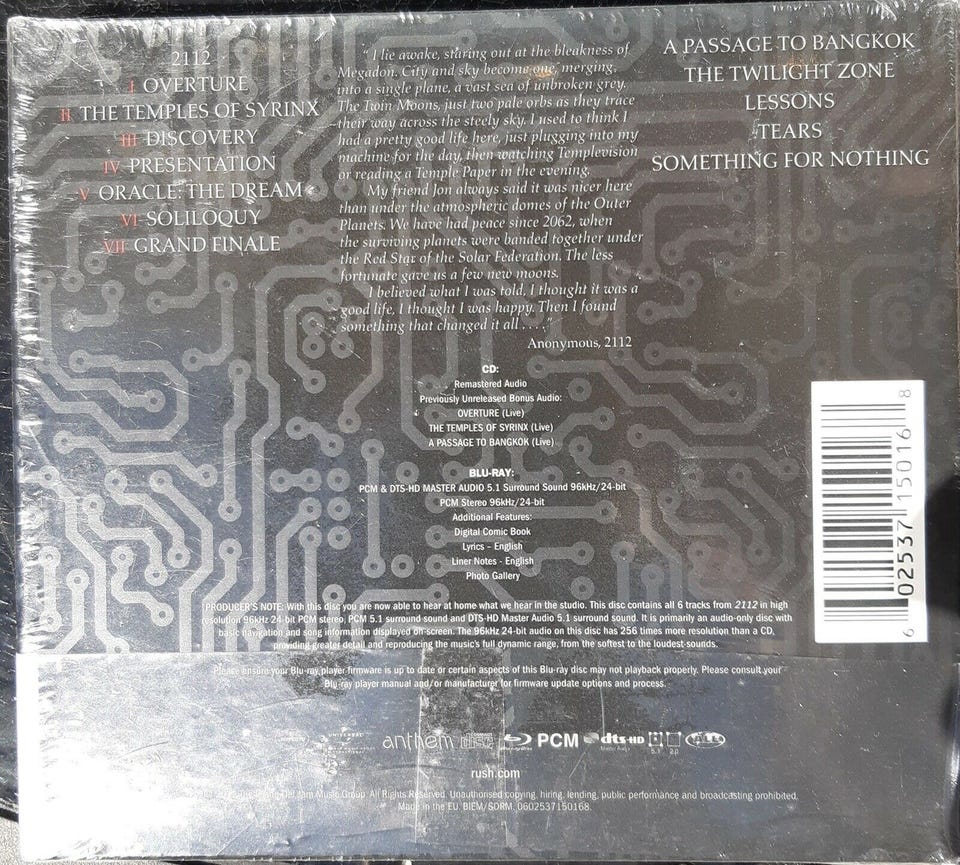 2112
I OVERTURE
II THE TEMPLES OF SYRINX
III DISCOVERY
IV PRESENTATION
V ORACLE: THE DREAM
VI SOLILOQUY
VII GRAND FINALE
"I lie awake, staring out at the bleakness of
Megadon. City and sky become one, merging
into a single plane, a vast sea of unbroken grey.
The Twin Moons, just two pale orbs as they trace
their way across the steely sky. I used to think I
had a pretty good life here, just plugging into my
machine for the day, then watching Templevision
or reading a Temple Paper in the evening.
My friend Jon always said it was nicer here
than under the atmospheric domes of the Outer
Planets. We have had peace since 2062, when
the surviving planets were banded together under
the Red Star of the Solar Federation. The less
fortunate gave us a few new moons.
I believed what I was told, I thought it was a
good life, I thought I was happy. Then I found
something that changed it all . . . ."
Anonymous, 2112
A PASSAGE TO BANGKOK
THE TWILIGHT ZONE
LESSONS
TEARS
SOMETHING FOR NOTHING
CD:
Remastered Audio
Previously Unreleased Bonus Audio:
OVERTURE (Live)
THE TEMPLES OF SYRINX (Live)
A PASSAGE TO BANGKOK (Live)
BLU-RAY:
PCM & DTS-HD MASTER AUDIO 5.1 Surround Sound 96kHz/24-bit
PCM Stereo 96kHz/24-bit
Additional Features:
Digital Comic Book
Lyrics - English
Liner Notes - English
Photo Gallery
6 02537 15016 8
PRODUCER'S NOTE: With this disc you are now able to hear at home what we hear in the studio. This disc contains all 6 tracks from 2112 in high
resolution 96kHz 24-bit PCM stereo, PCM 5.1 surround sound and DTS-HD Master Audio 5.1 surround sound. It is primarily an audio-only disc with
basic navigation and song information displayed on-screen. The 96kHz 24-bit audio on this disc has 256 times more resolution than a CD,
providing greater detail and reproducing the music's full dynamic range, from the softest to the loudest sounds.
Please ensure your Blu-ray player firmware is up to date or certain aspects of this Blu-ray disc may not playback properly. Please consult your
Blu-ray player manual and/or manufacturer for firmware update options and process.
UNIVERSAL anthem disc Blu-ray Disc PCM dts-HD Master Audio 5.1 2.0
rush.com
Def Jam Music Group. All Rights Reserved. Unauthorised copying, hiring, lending, public performance and broadcasting prohibited.
Made in the EU. BIEM/SDRM. 0602537150168.